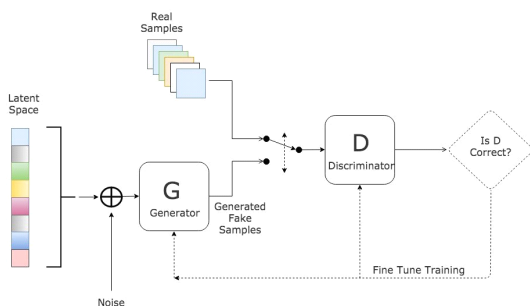 Real
Samples
Latent
Space
G
Generator
Generated
Fake
Samples
D
Discriminator
Is D
Correct?
Fine Tune Training
Noise